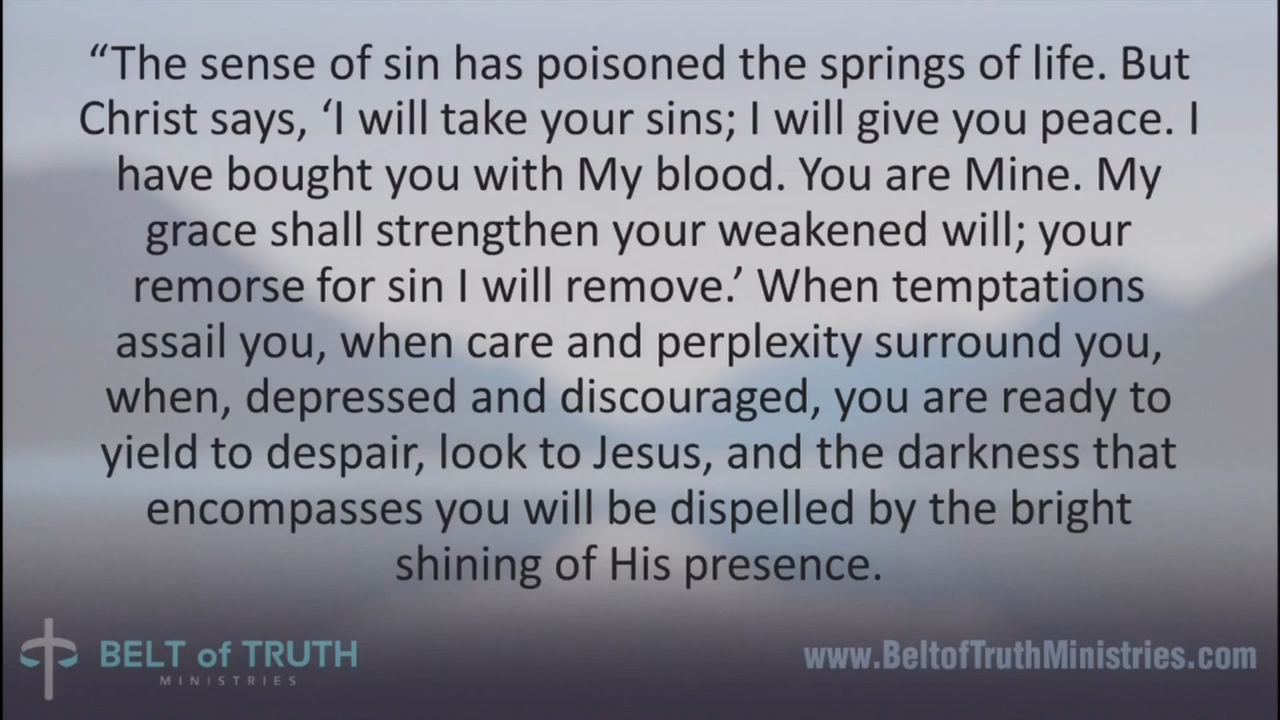 “The sense of sin has poisoned the springs of life. But
Christ says, ‘I will take your sins; I will give you peace. I
have bought you with My blood. You are Mine. My
grace shall strengthen your weakened will; your
remorse for sin I will remove.’ When temptations
assail you, when care and perplexity surround you,
when, depressed and discouraged, you are ready to
yield to despair, look to Jesus, and the darkness that
encompasses you will be dispelled by the bright
shining of His presence.
BELT of TRUTH
MINISTRIES
www.BeltofTruthMinistries.com